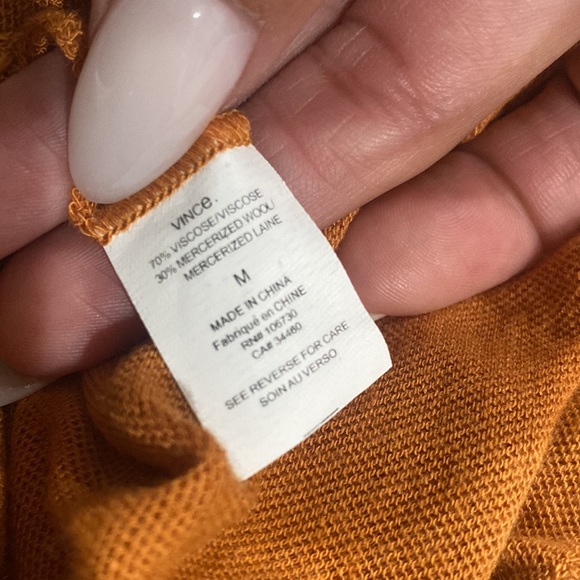 VINCE.
70% VISCOSE/VISCOSE
30% MERCERIZED WOOL/
MERCERIZED LAINE
M
MADE IN CHINA
Fabriqué en CHINE
RN# 106730
CA# 34460
SEE REVERSE FOR CARE
SOIN AU VERSO